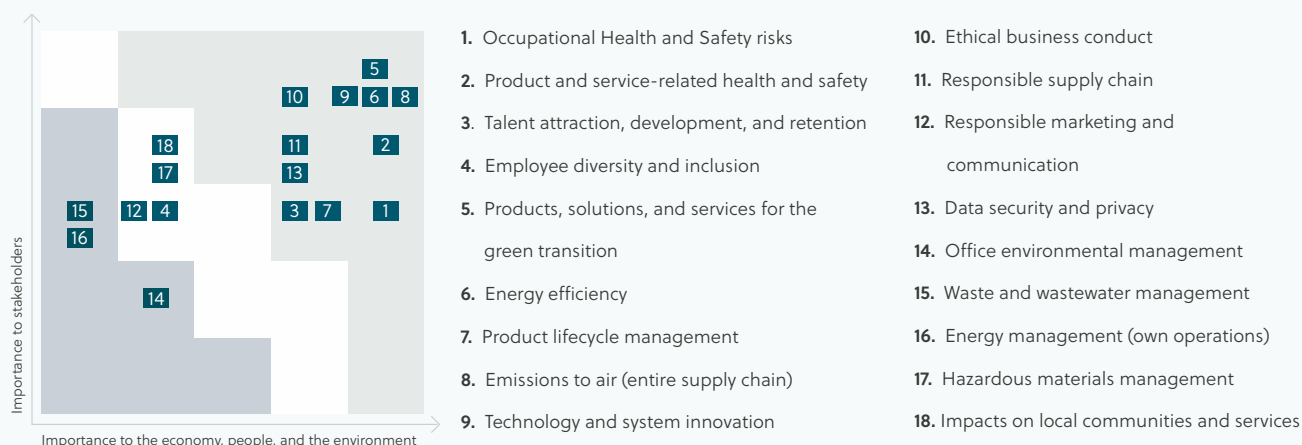 Importance to stakeholders
5
10 9 6 8
18 11 2
17 13
15 12 4 3 7 1
16
14
Importance to the economy, people, and the environment
1. Occupational Health and Safety risks
2. Product and service-related health and safety
3. Talent attraction, development, and retention
4. Employee diversity and inclusion
5. Products, solutions, and services for the
green transition
6. Energy efficiency
7. Product lifecycle management
8. Emissions to air (entire supply chain)
9. Technology and system innovation
10. Ethical business conduct
11. Responsible supply chain
12. Responsible marketing and
communication
13. Data security and privacy
14. Office environmental management
15. Waste and wastewater management
16. Energy management (own operations)
17. Hazardous materials management
18. Impacts on local communities and services